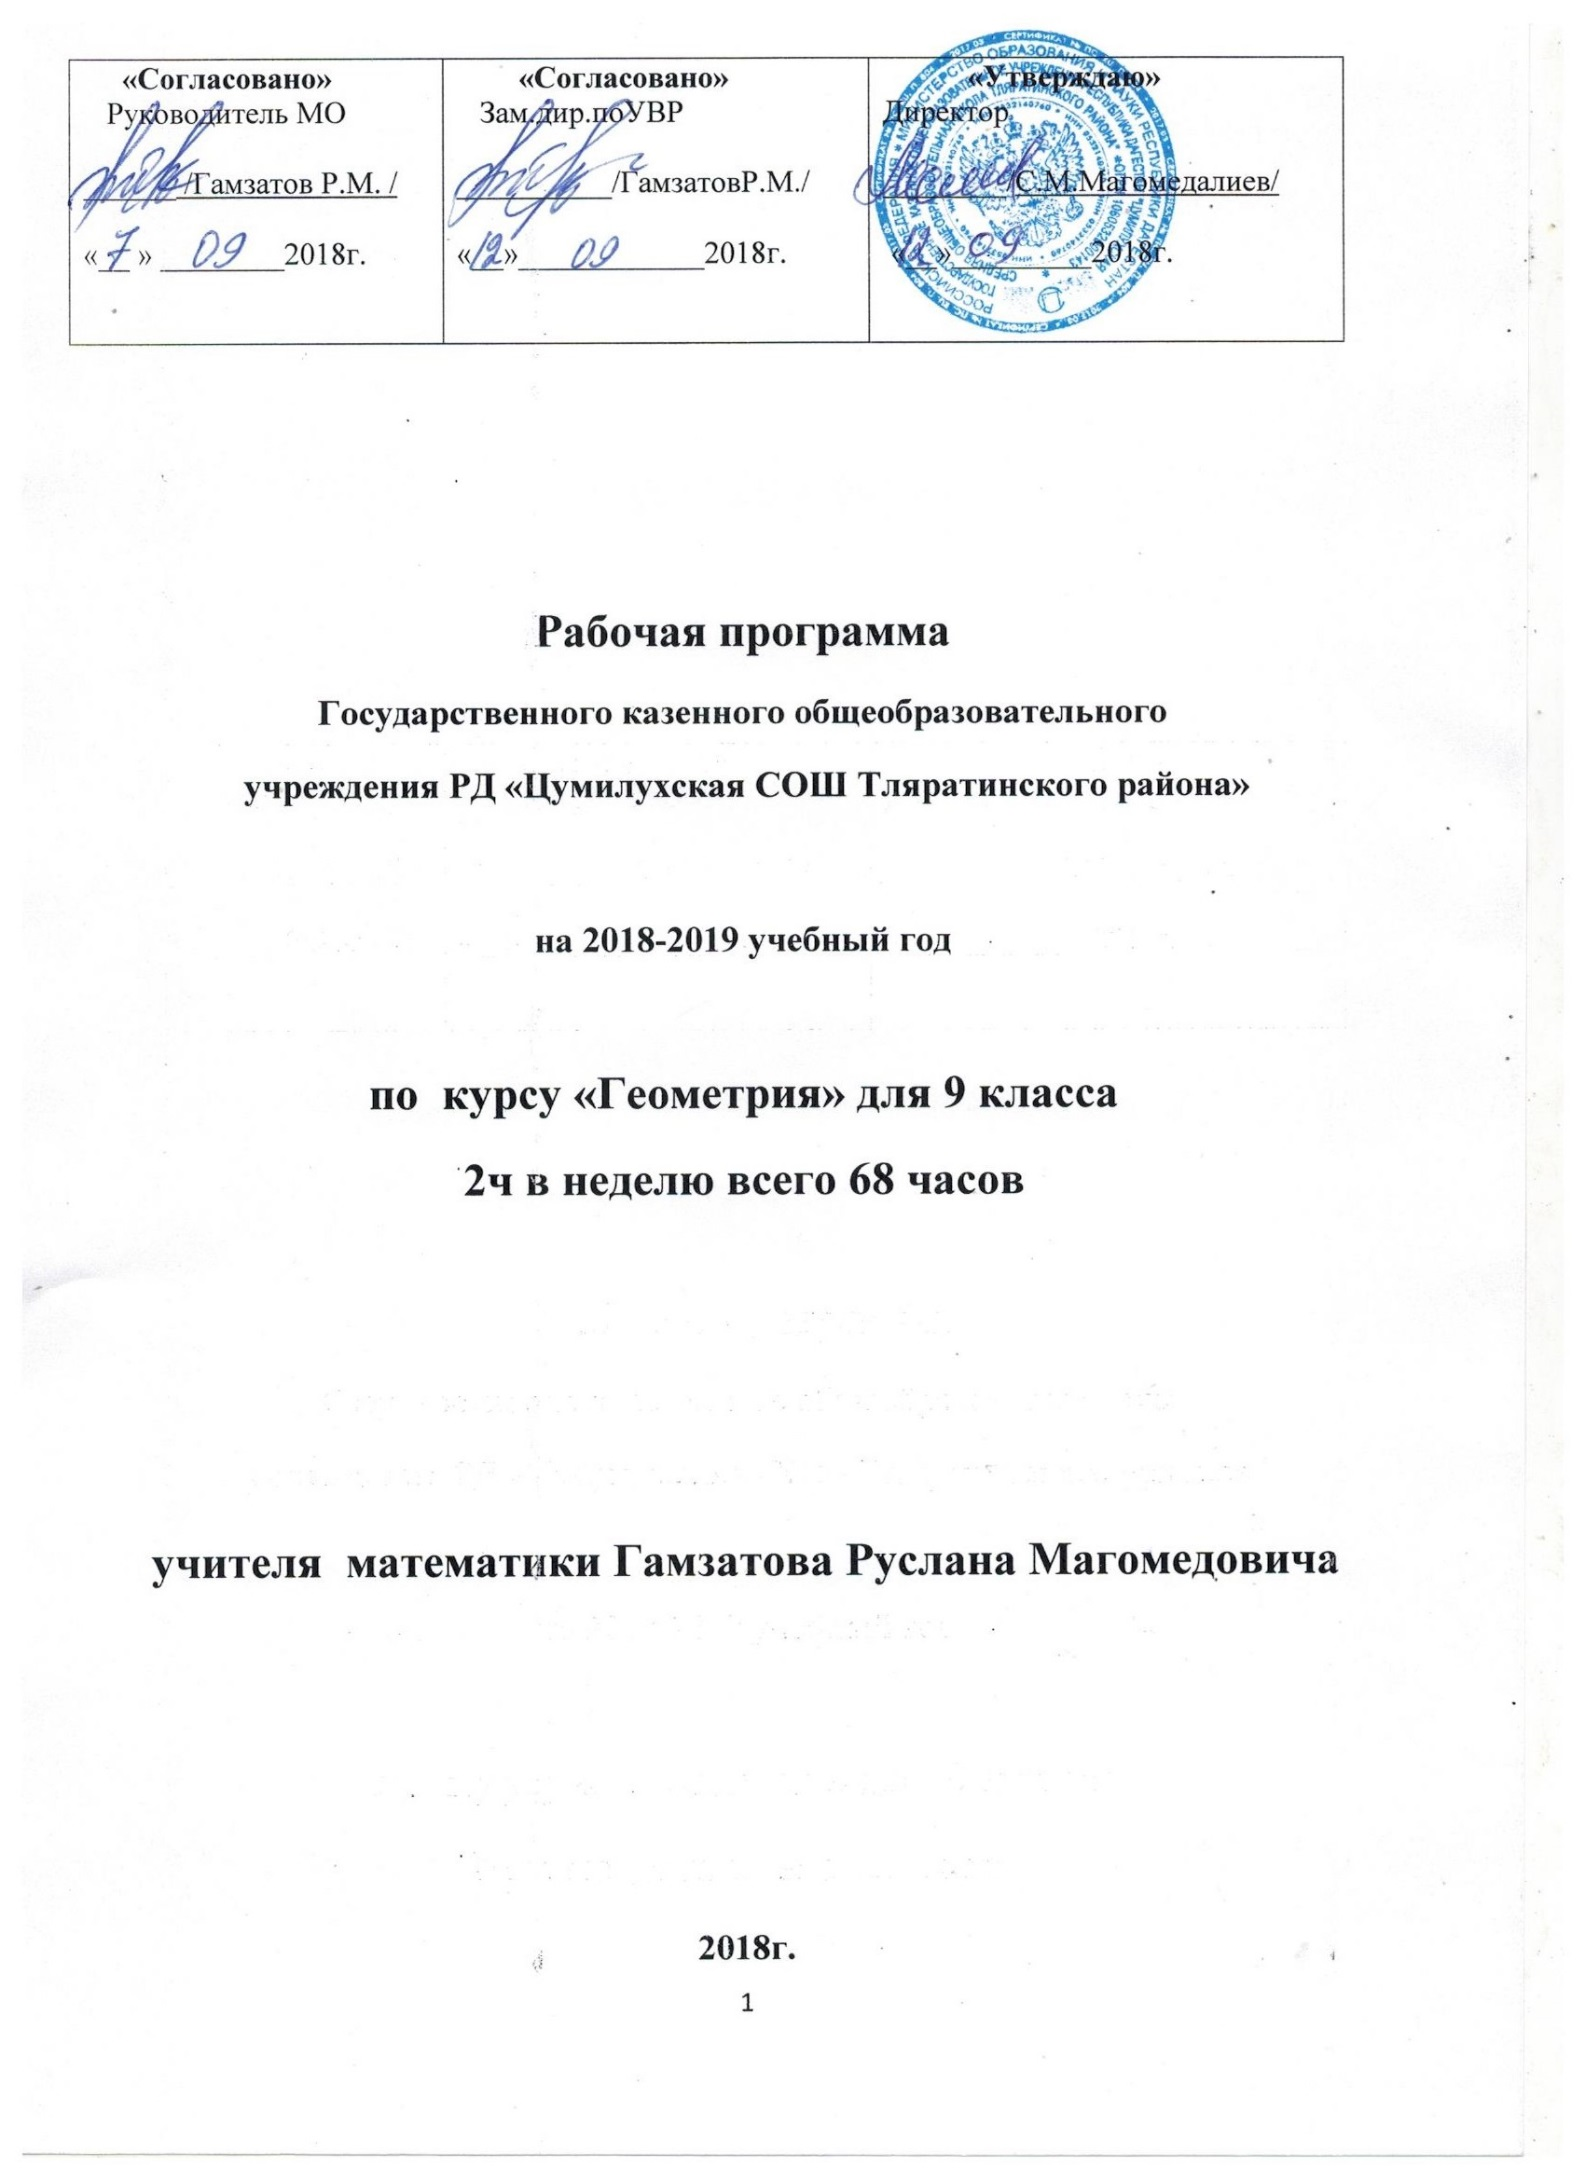 «Согласовано»
Руководитель МО
/Гамзатов Р.М. /
« 7 » 09 2018г.
«Согласовано»
Зам.дир.поУВР
/ГамзатовР.М./
«12» 09 2018г.
«Утверждаю»
Директор
/С.М.Магомедалиев/
«12» 09 2018г.
Рабочая программа
Государственного казенного общеобразовательного
учреждения РД «Цумилухская СОШ Тляратинского района»
на 2018-2019 учебный год
по курсу «Геометрия» для 9 класса
2ч в неделю всего 68 часов
учителя математики Гамзатова Руслана Магомедовича
2018г.
1